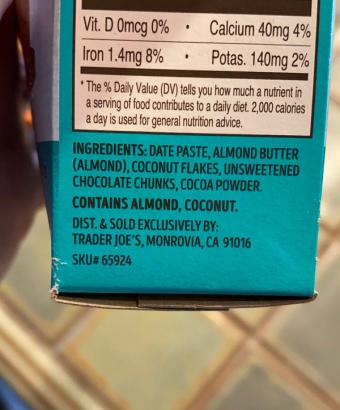 Vit. D 0mcg 0% • Calcium 40mg 4%
Iron 1.4mg 8% • Potas. 140mg 2%
* The % Daily Value (DV) tells you how much a nutrient in
a serving of food contributes to a daily diet. 2,000 calories
a day is used for general nutrition advice.
INGREDIENTS: DATE PASTE, ALMOND BUTTER
(ALMOND), COCONUT FLAKES, UNSWEETENED
CHOCOLATE CHUNKS, COCOA POWDER.
CONTAINS ALMOND, COCONUT.
DIST. & SOLD EXCLUSIVELY BY:
TRADER JOE'S, MONROVIA, CA 91016
SKU# 65924